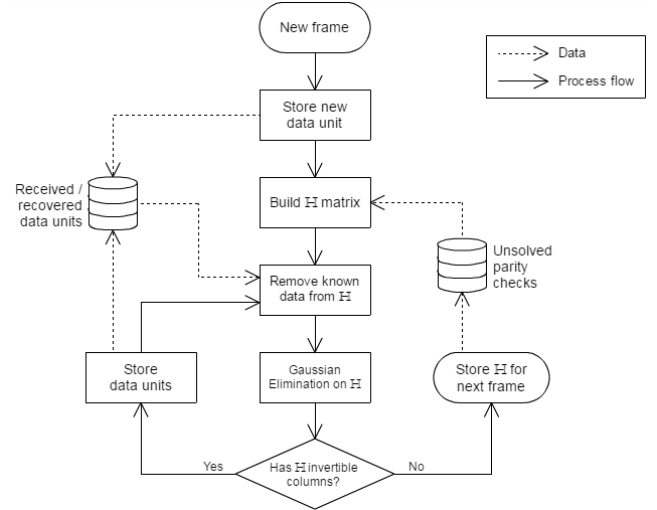 New frame
Data
Process flow
Store new
data unit
Received /
recovered
data units
Build H matrix
Unsolved
parity
checks
Remove known
data from H
Store
data units
Gaussian
Elimination on H
Store H for
next frame
Yes
Has H invertible
columns?
No